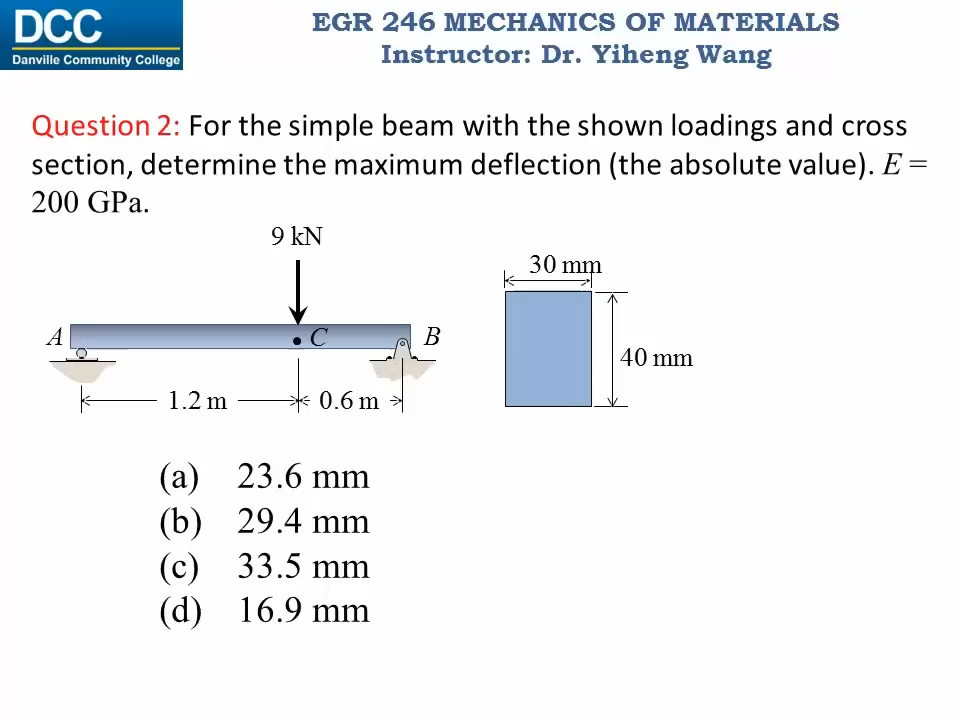 DCC
Danville Community College
EGR 246 MECHANICS OF MATERIALS
Instructor: Dr. Yiheng Wang
Question 2: For the simple beam with the shown loadings and cross
section, determine the maximum deflection (the absolute value). E =
200 GPa.
9 kN
30 mm
A
C
B
40 mm
1.2 m
0.6 m
(a) 23.6 mm
(b) 29.4 mm
(c) 33.5 mm
(d) 16.9 mm